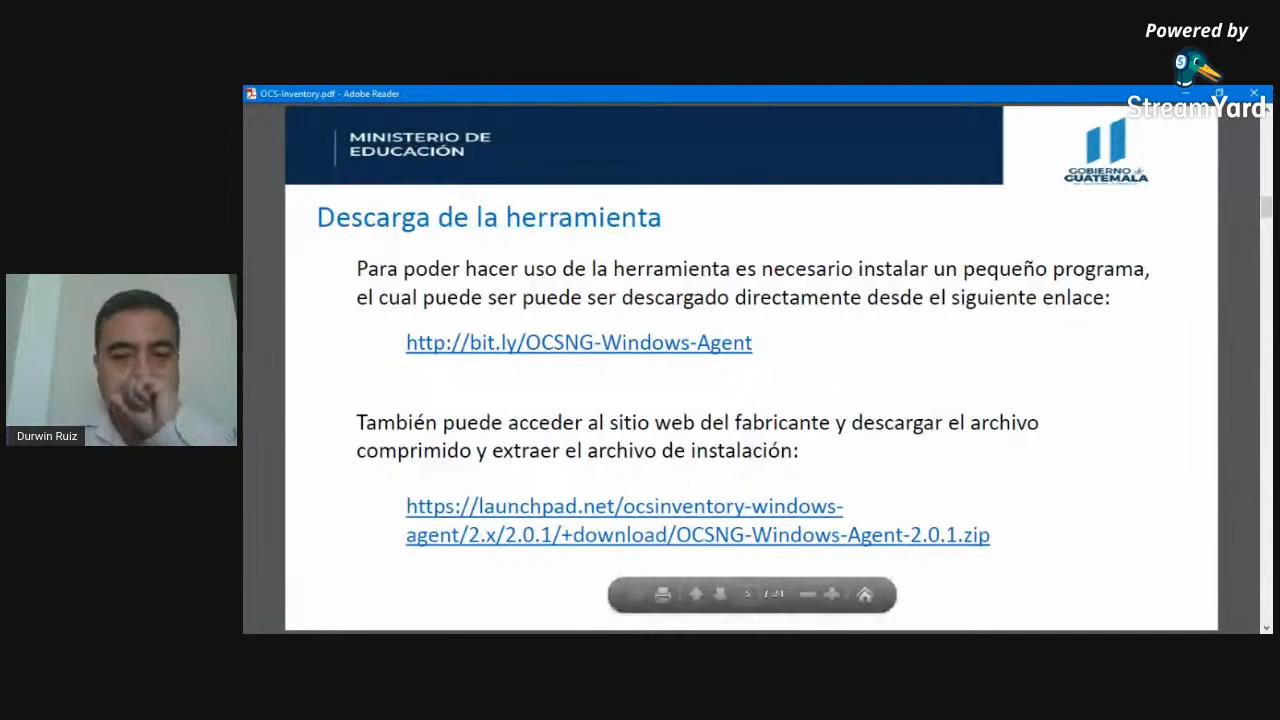 Powered by
StreamYard
OCS-Inventory.pdf - Adobe Reader
MINISTERIO DE
EDUCACIÓN
GOBIERNO de
GUATEMALA
Descarga de la herramienta
Para poder hacer uso de la herramienta es necesario instalar un pequeño programa,
el cual puede ser puede ser descargado directamente desde el siguiente enlace:
http://bit.ly/OCSNG-Windows-Agent
También puede acceder al sitio web del fabricante y descargar el archivo
comprimido y extraer el archivo de instalación:
https://launchpad.net/ocsinventory-windows-
agent/2.x/2.0.1/+download/OCSNG-Windows-Agent-2.0.1.zip
Durwin Ruiz